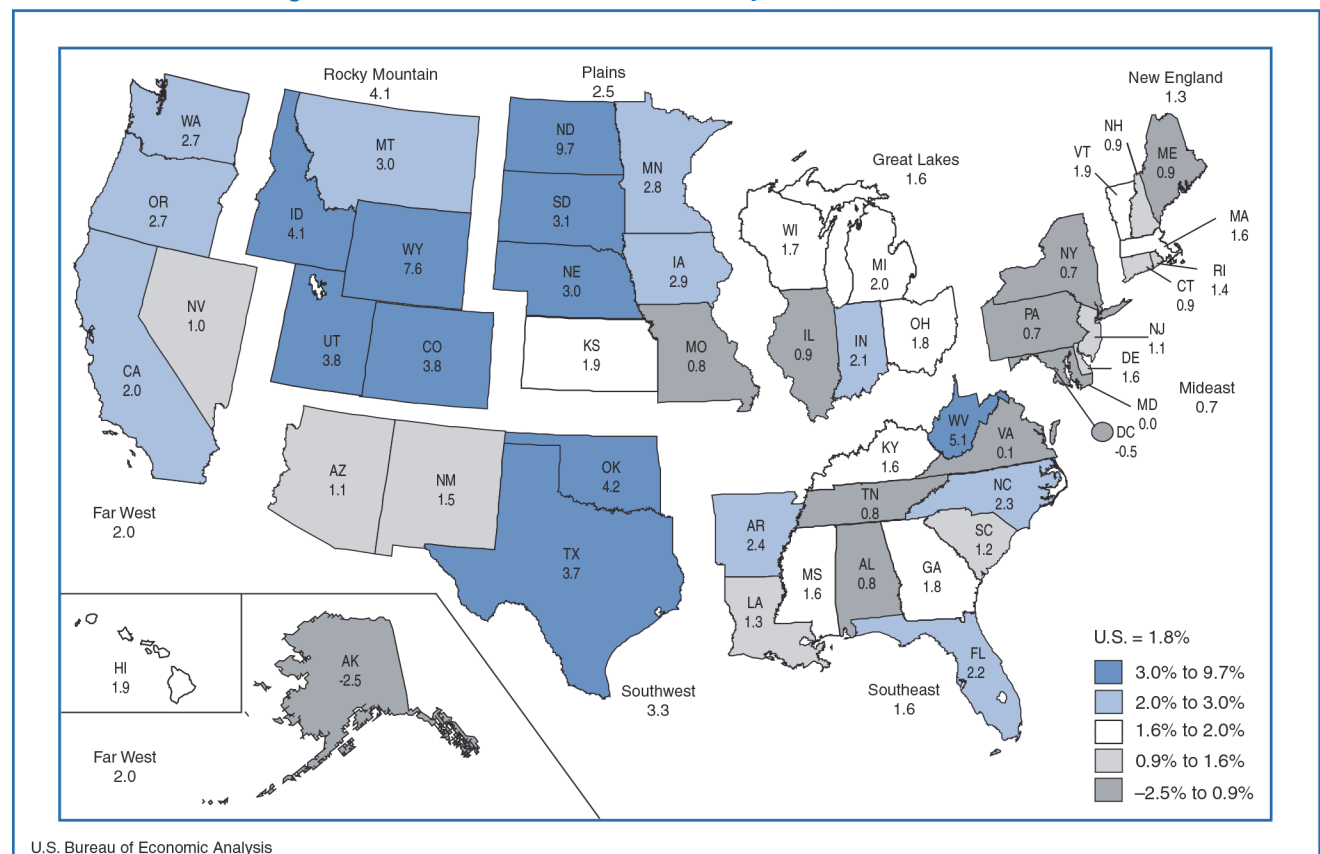 Rocky Mountain
4.1
Plains
2.5
New England
1.3
Great Lakes
1.6
WA
2.7
OR
2.7
CA
2.0
NV
1.0
ID
4.1
MT
3.0
WY
7.6
UT
3.8
CO
3.8
AZ
1.1
NM
1.5
ND
9.7
SD
3.1
NE
3.0
KS
1.9
MN
2.8
IA
2.9
MO
0.8
OK
4.2
TX
3.7
WI
1.7
MI
2.0
IL
0.9
IN
2.1
OH
1.8
NH
0.9
VT
1.9
ME
0.9
MA
1.6
RI
1.4
CT
0.9
NY
0.7
PA
0.7
NJ
1.1
DE
1.6
Mideast
0.7
MD
0.0
DC
-0.5
WV
5.1
VA
0.1
KY
1.6
TN
0.8
NC
2.3
SC
1.2
AR
2.4
LA
1.3
MS
1.6
AL
0.8
GA
1.8
FL
2.2
Far West
2.0
HI
1.9
AK
-2.5
Far West
2.0
Southwest
3.3
Southeast
1.6
U.S. = 1.8%
3.0% to 9.7%
2.0% to 3.0%
1.6% to 2.0%
0.9% to 1.6%
–2.5% to 0.9%
U.S. Bureau of Economic Analysis